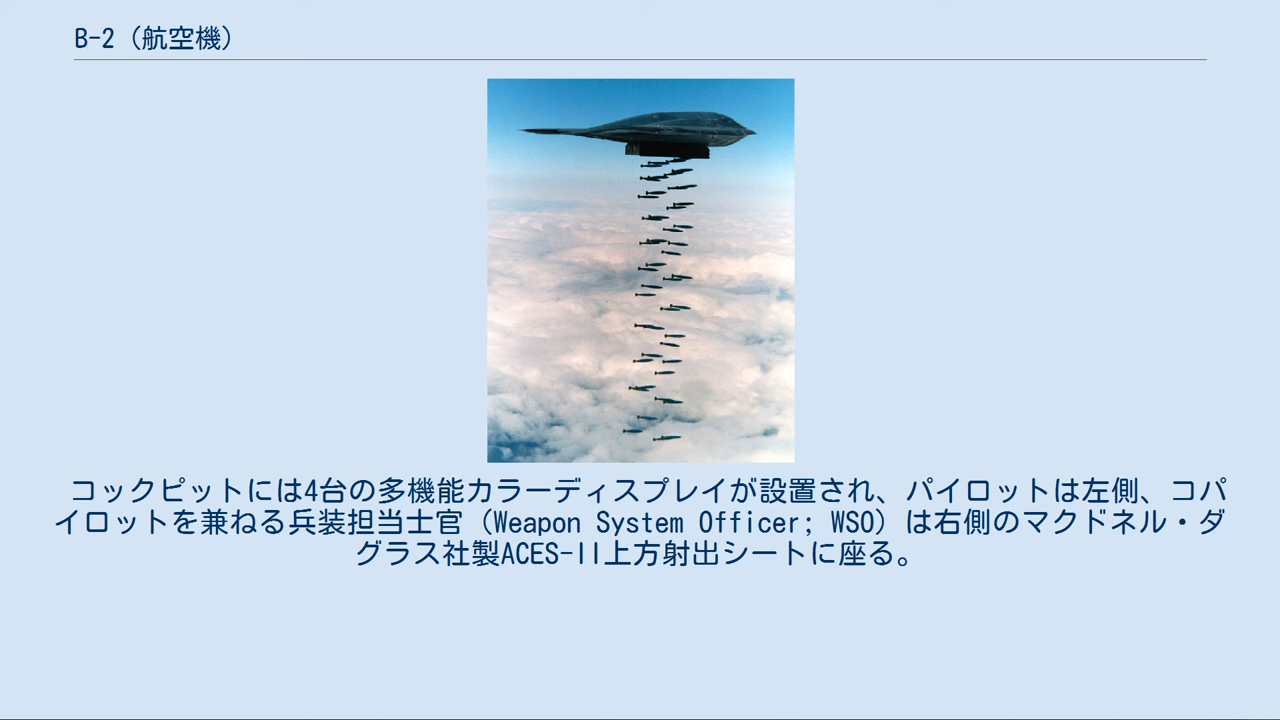 B-2（航空機）
コックピットには4台の多機能カラーディスプレイが設置され、パイロットは左側、コパ
イロットを兼ねる兵装担当士官（Weapon System Officer; WSO）は右側のマクドネル・ダ
グラス社製ACES-II上方射出シートに座る。